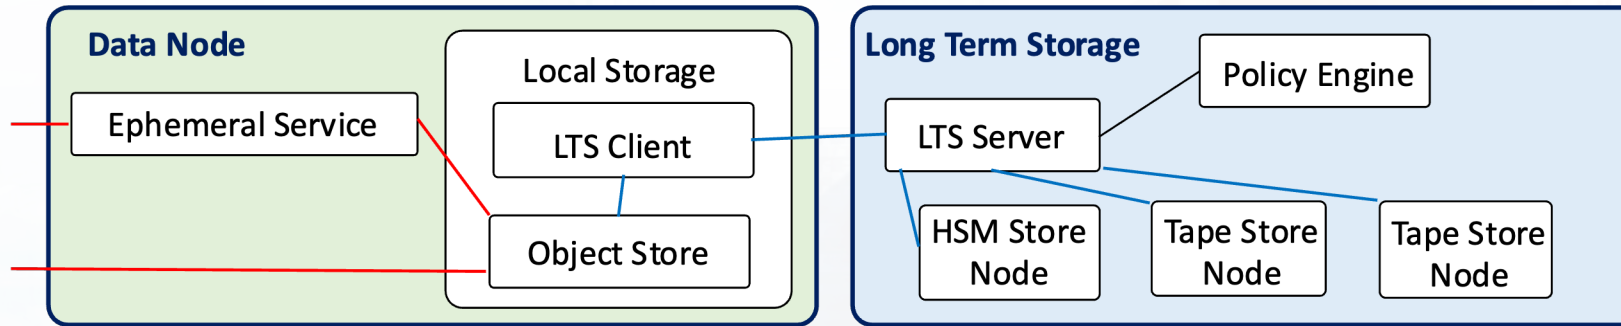 Data Node
Ephemeral Service
Local Storage
LTS Client
Object Store
Long Term Storage
Policy Engine
LTS Server
HSM Store
Node
Tape Store
Node
Tape Store
Node